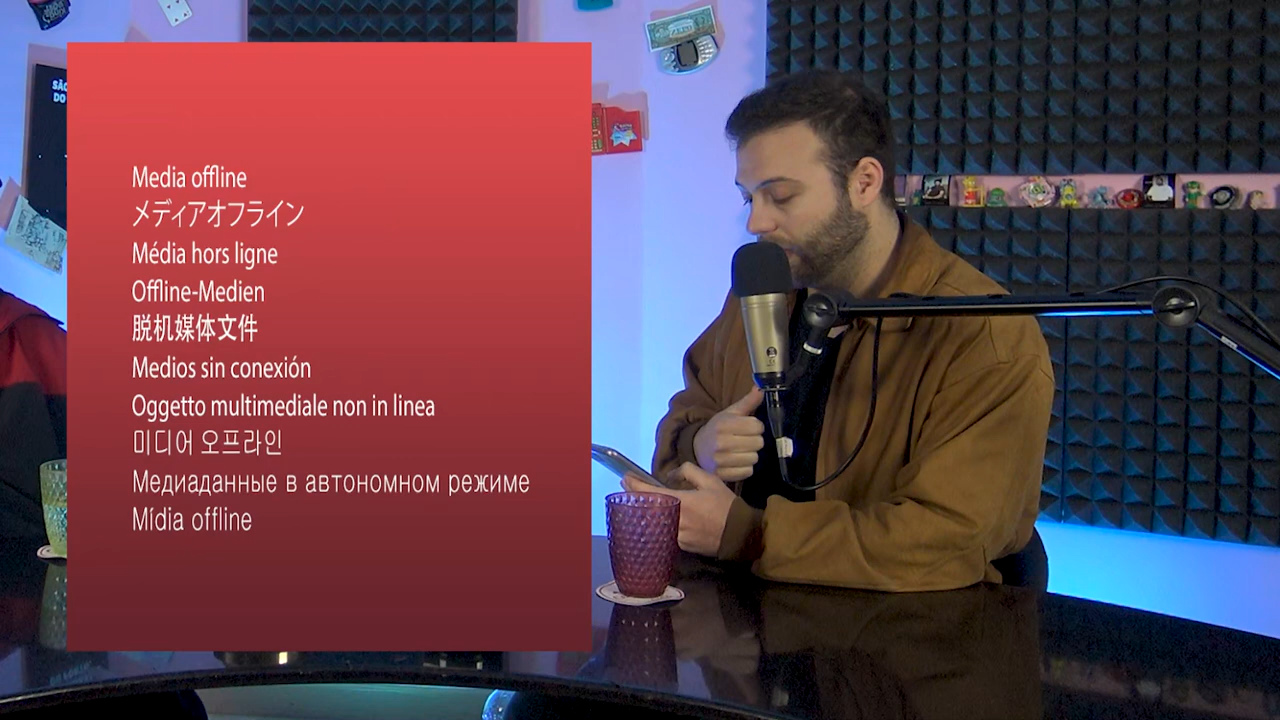 SÃO
DO
Media offline
メディアオフライン
Média hors ligne
Offline-Medien
脱机媒体文件
Medios sin conexión
Oggetto multimediale non in linea
미디어 오프라인
Медиаданные в автономном режиме
Mídia offline